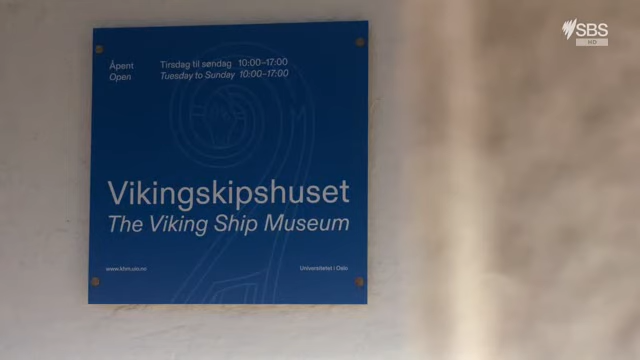 SBS
HD
Åpent Tirsdag til søndag 10:00–17:00
Open Tuesday to Sunday 10:00–17:00
Vikingskipshuset
The Viking Ship Museum
www.khm.uio.no Universitetet i Oslo